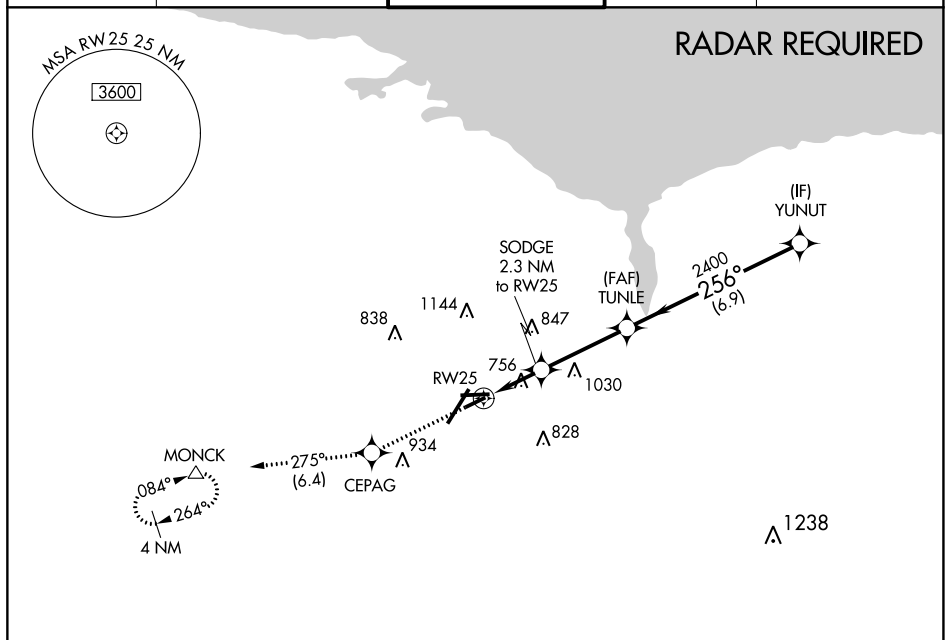 RADAR REQUIRED
MSA RW25 25 NM
3600
(IF)
YUNUT
2400
256°
(6.9)
(FAF)
TUNLE
SODGE
2.3 NM
to RW25
1144
838
847
756
1030
RW25
828
934
CEPAG
275°
(6.4)
MONCK
084°
264°
4 NM
1238